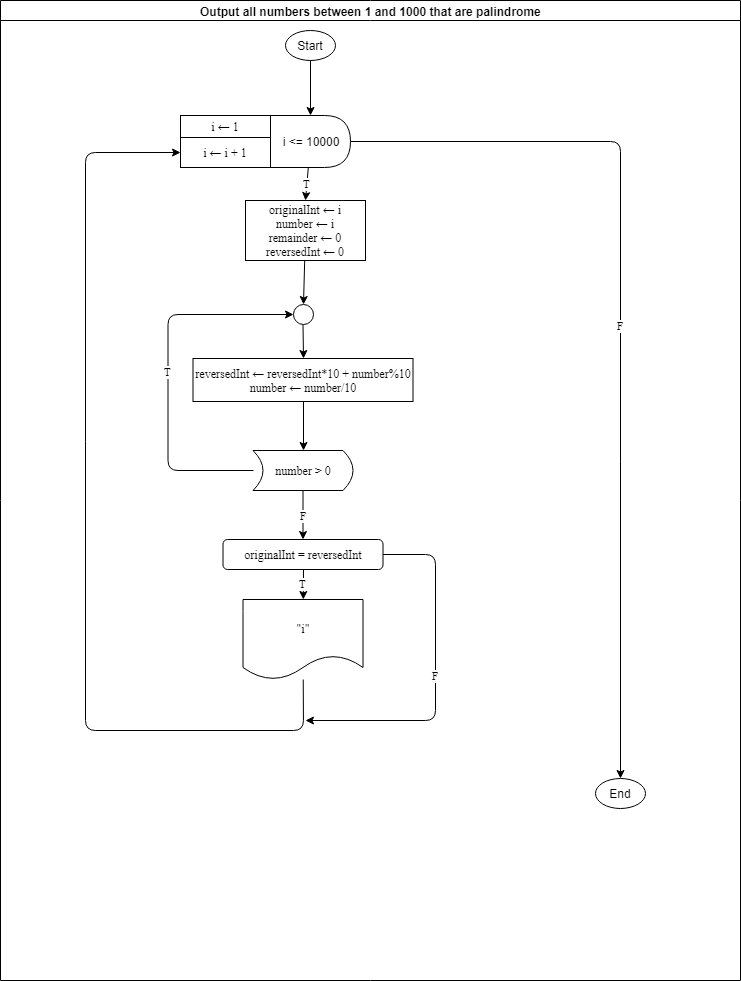 Output all numbers between 1 and 1000 that are palindrome
Start
i ← 1
i ← i + 1
i <= 10000
T
originalInt ← i
number ← i
remainder ← 0
reversedInt ← 0
F
reversedInt ← reversedInt*10 + number%10
number ← number/10
T
number > 0
F
originalInt = reversedInt
T
"i"
F
End